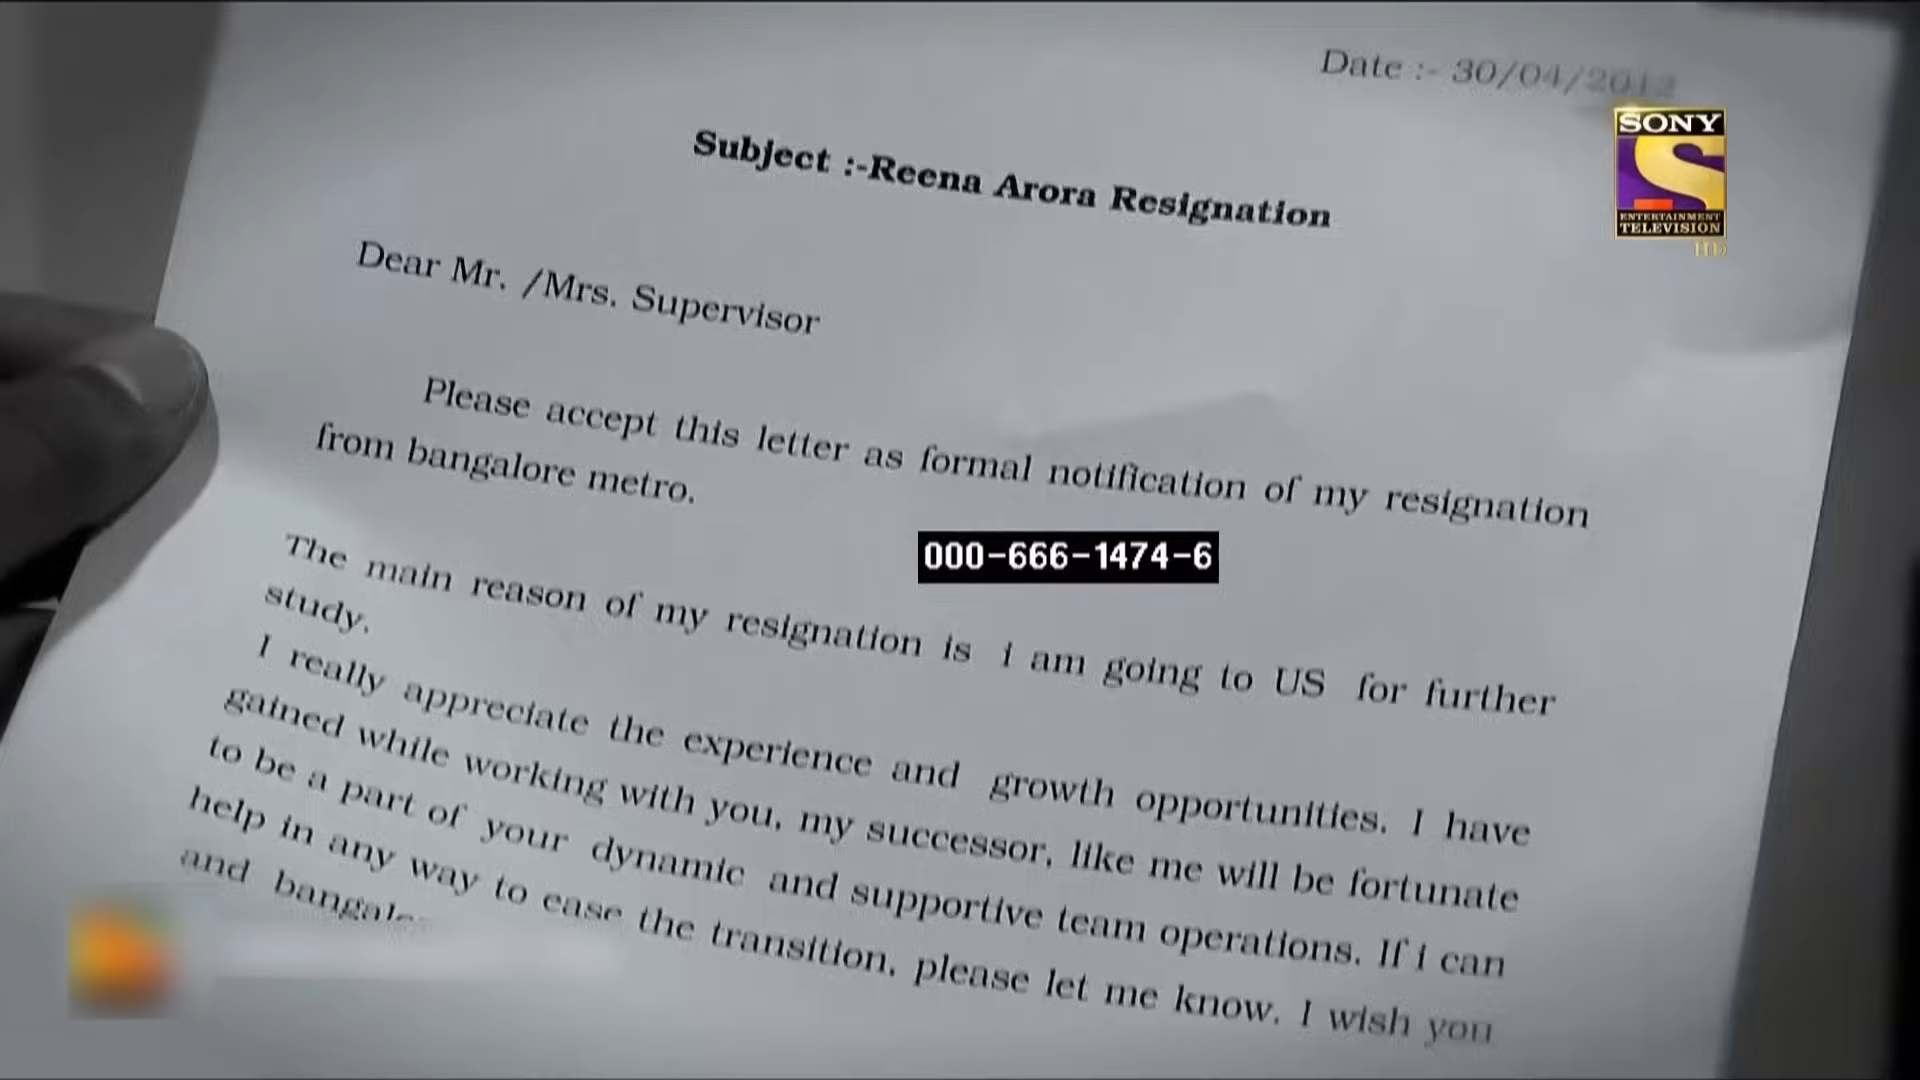 Date :- 30/04/2012
SONY
ENTERTAINMENT
TELEVISION
HD
Subject :-Reena Arora Resignation
Dear Mr. /Mrs. Supervisor
Please accept this letter as formal notification of my resignation
from bangalore metro.
000-666-1474-6
The main reason of my resignation is i am going to US for further
study.
I really appreciate the experience and growth opportunities. I have
gained while working with you, my successor, like me will be fortunate
to be a part of your dynamic and supportive team operations. If i can
help in any way to ease the transition, please let me know. I wish you
and